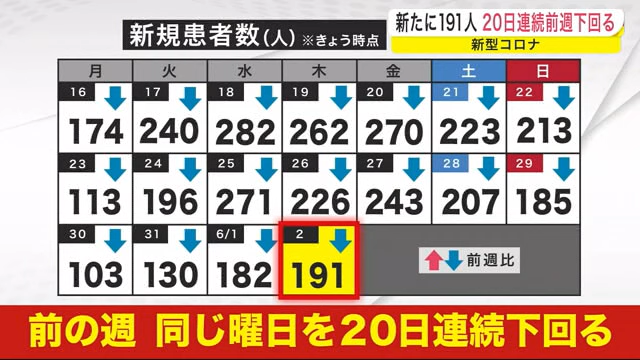 新規患者数(人) ※きょう時点
新たに191人 20日連続前週下回る
新型コロナ
月 火 水 木 金 土 日
16 17 18 19 20 21 22
174 240 282 262 270 223 213
23 24 25 26 27 28 29
113 196 271 226 243 207 185
30 31 6/1 2
103 130 182 191
前週比
前の週 同じ曜日を20日連続下回る